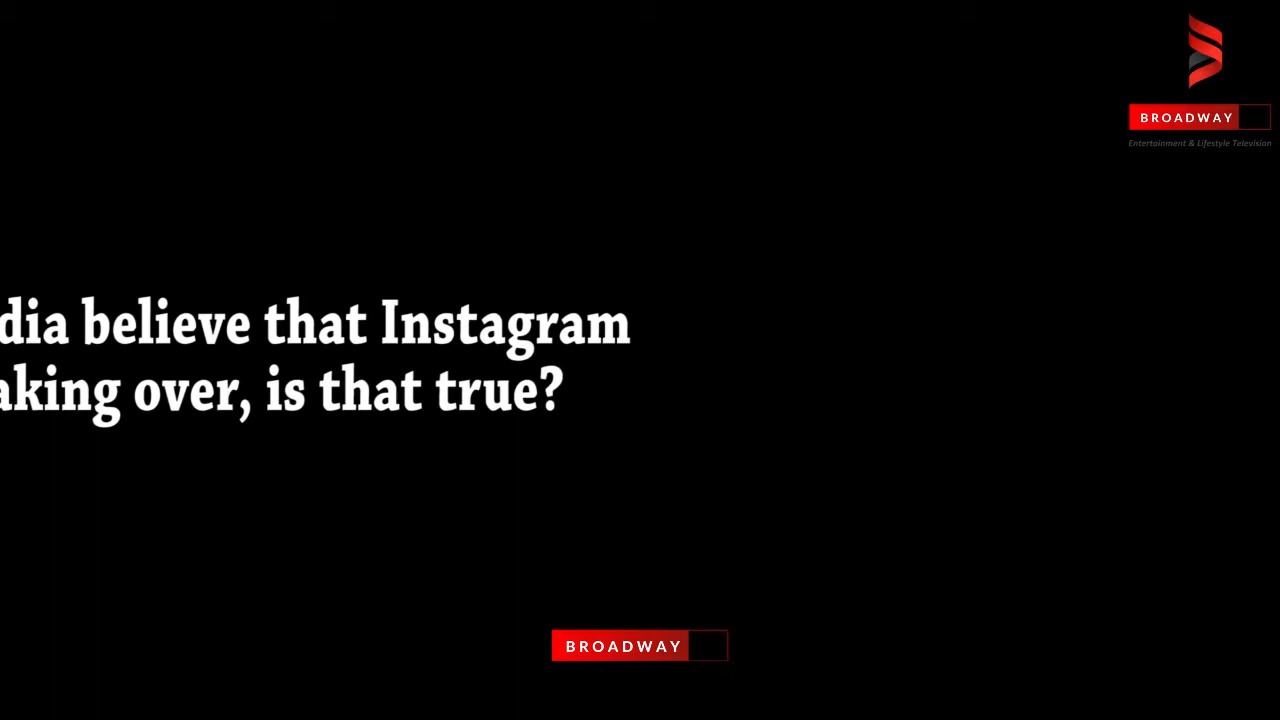 BROADWAY
Entertainment & Lifestyle Television
dia believe that Instagram
aking over, is that true?
BROADWAY